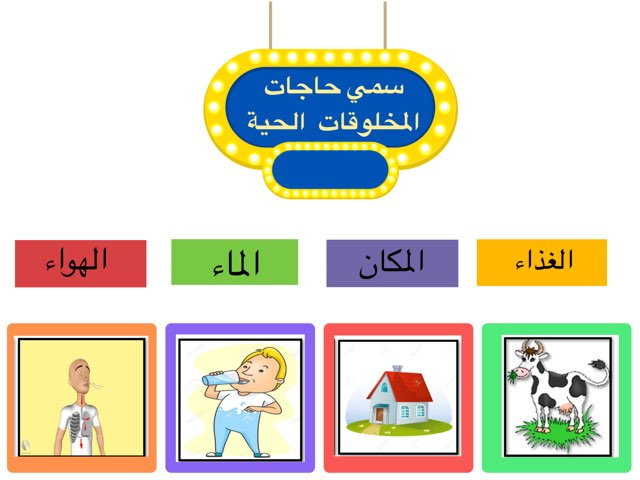 سمي حاجات
المخلوقات الحية
الغذاء
المكان
الماء
الهواء